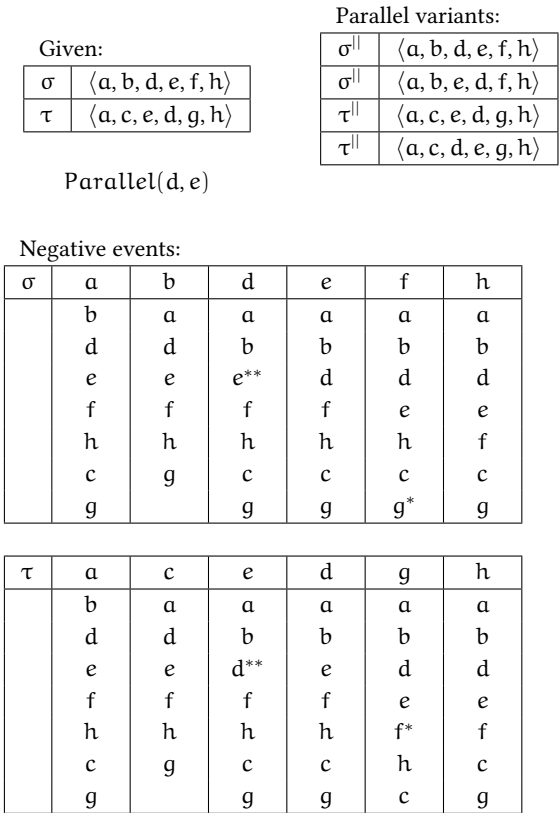 Given:
σ ⟨a, b, d, e, f, h⟩
τ ⟨a, c, e, d, g, h⟩
Parallel(d, e)
Parallel variants:
σ|| ⟨a, b, d, e, f, h⟩
σ|| ⟨a, b, e, d, f, h⟩
τ|| ⟨a, c, e, d, g, h⟩
τ|| ⟨a, c, d, e, g, h⟩
Negative events:
σ a b d e f h
b a a a a a
d d b b b b
e e e** d d d
f f f f e e
h h h h h f
c g c c c c
g g g g* g
τ a c e d g h
b a a a a a
d d b b b b
e e d** e d d
f f f f e e
h h h h f* f
c g c c h c
g g g c g